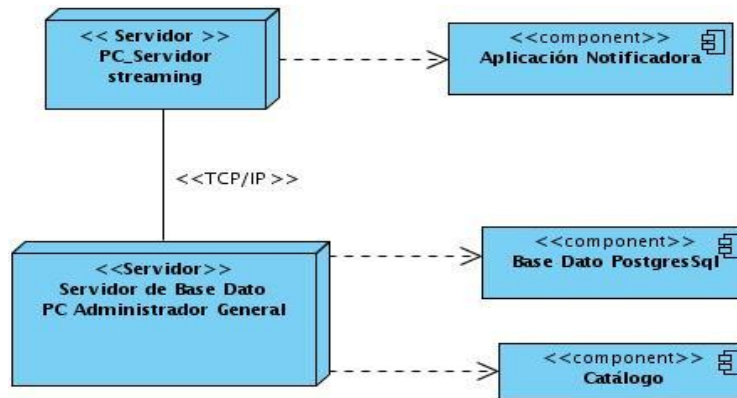 << Servidor >>
PC_Servidor
streaming
<<component>>
Aplicación Notificadora
<<TCP/IP >>
<<Servidor>>
Servidor de Base Dato
PC Administrador General
<<component>>
Base Dato PostgresSql
<<component>>
Catálogo